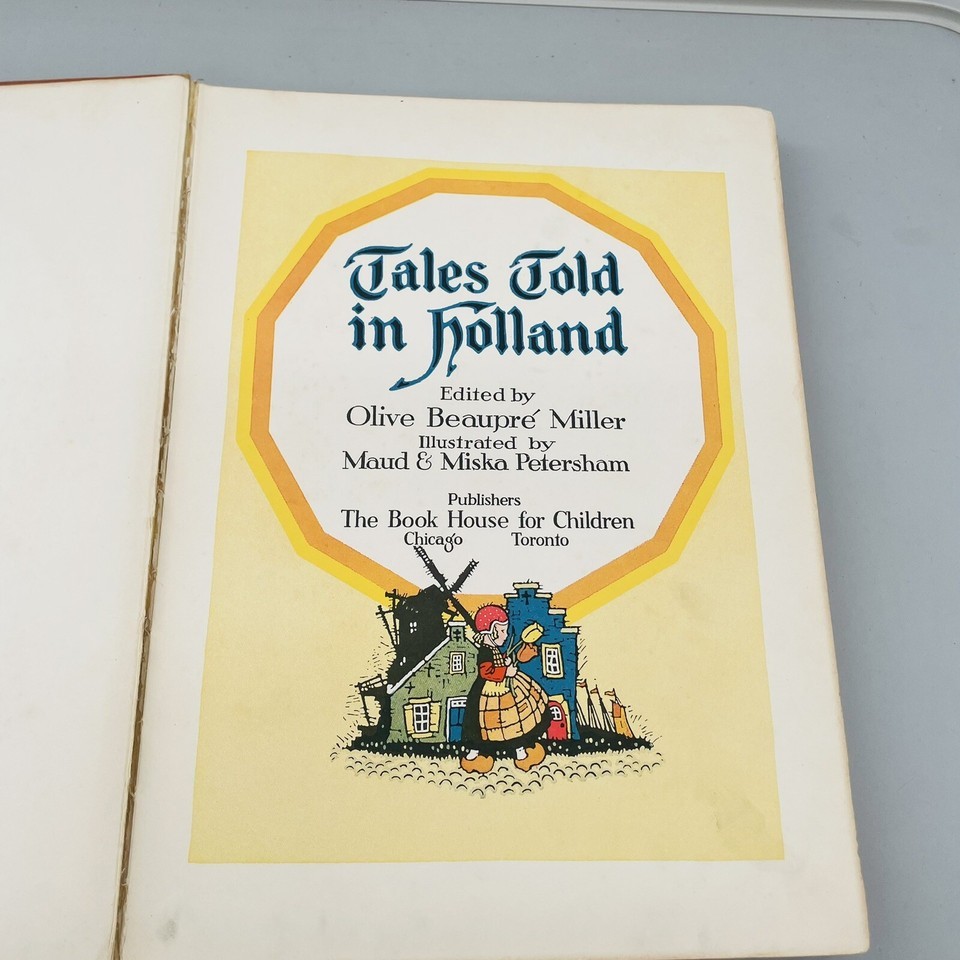 Tales Told
in Holland
Edited by
Olive Beaupré Miller
Illustrated by
Maud & Miska Petersham
Publishers
The Book House for Children
Chicago Toronto